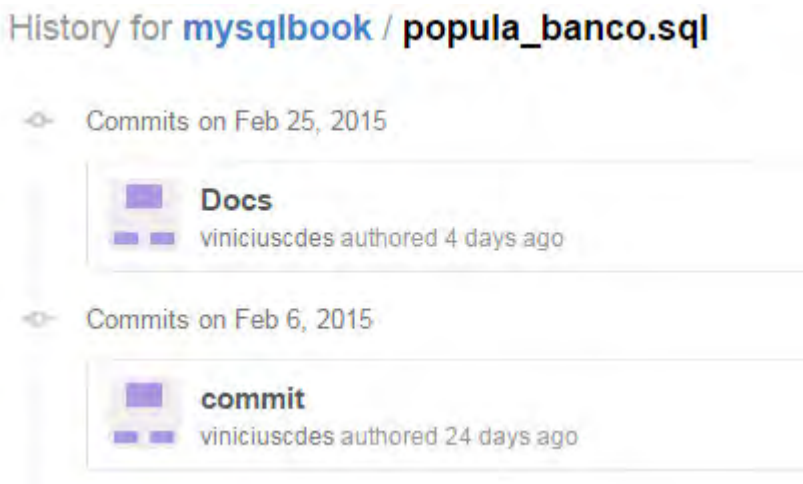 History for mysqlbook / popula_banco.sql
Commits on Feb 25, 2015
Docs
viniciuscdes authored 4 days ago
Commits on Feb 6, 2015
commit
viniciuscdes authored 24 days ago